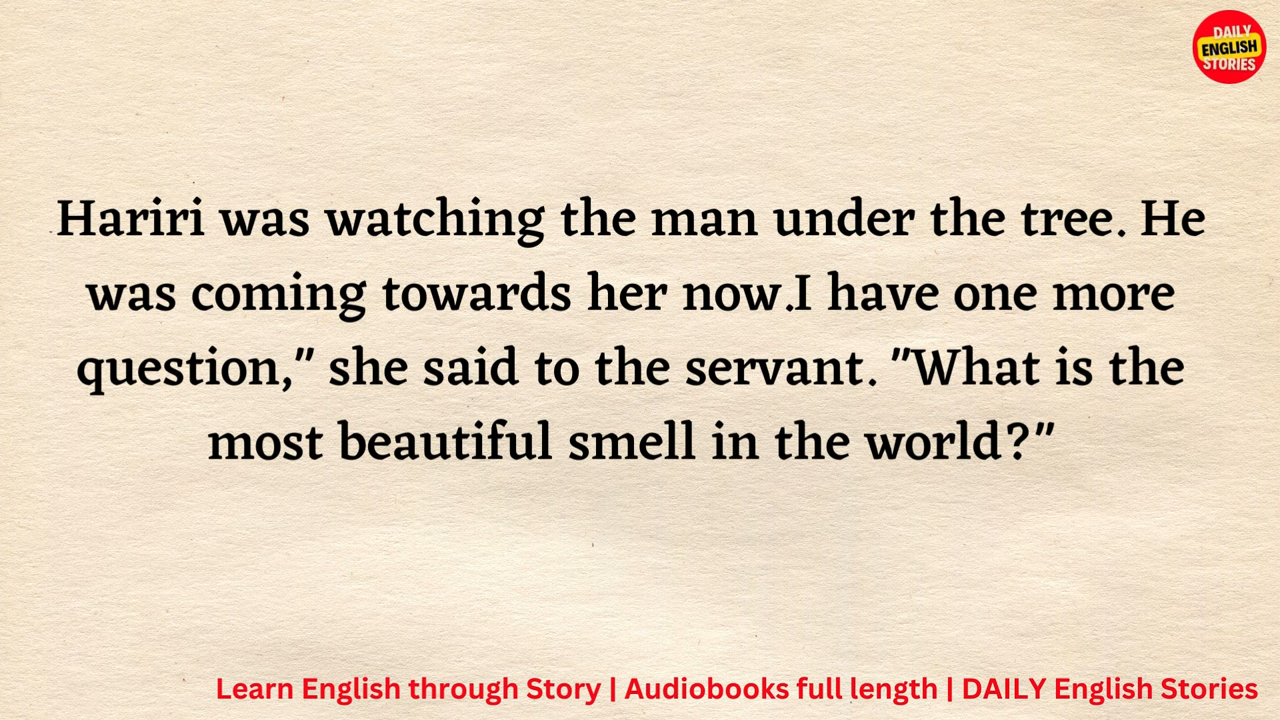 DAILY
ENGLISH
STORIES
Hariri was watching the man under the tree. He
was coming towards her now.I have one more
question," she said to the servant. "What is the
most beautiful smell in the world?"
Learn English through Story | Audiobooks full length | DAILY English Stories